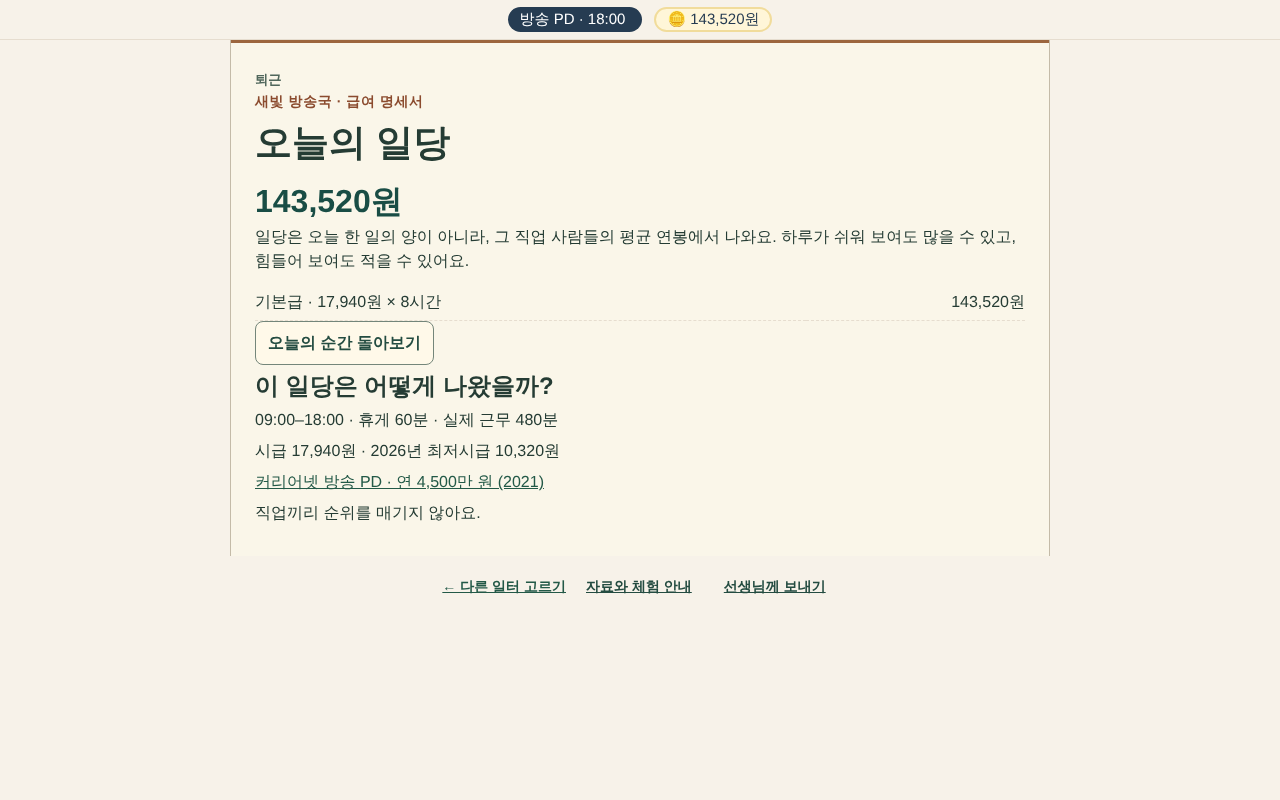 방송 PD · 18:00
143,520원
퇴근
새빛 방송국 · 급여 명세서
오늘의 일당
143,520원
일당은 오늘 한 일의 양이 아니라, 그 직업 사람들의 평균 연봉에서 나와요. 하루가 쉬워 보여도 많을 수 있고,
힘들어 보여도 적을 수 있어요.
기본급 · 17,940원 × 8시간 143,520원
오늘의 순간 돌아보기
이 일당은 어떻게 나왔을까?
09:00–18:00 · 휴게 60분 · 실제 근무 480분
시급 17,940원 · 2026년 최저시급 10,320원
커리어넷 방송 PD · 연 4,500만 원 (2021)
직업끼리 순위를 매기지 않아요.
← 다른 일터 고르기 자료와 체험 안내 선생님께 보내기